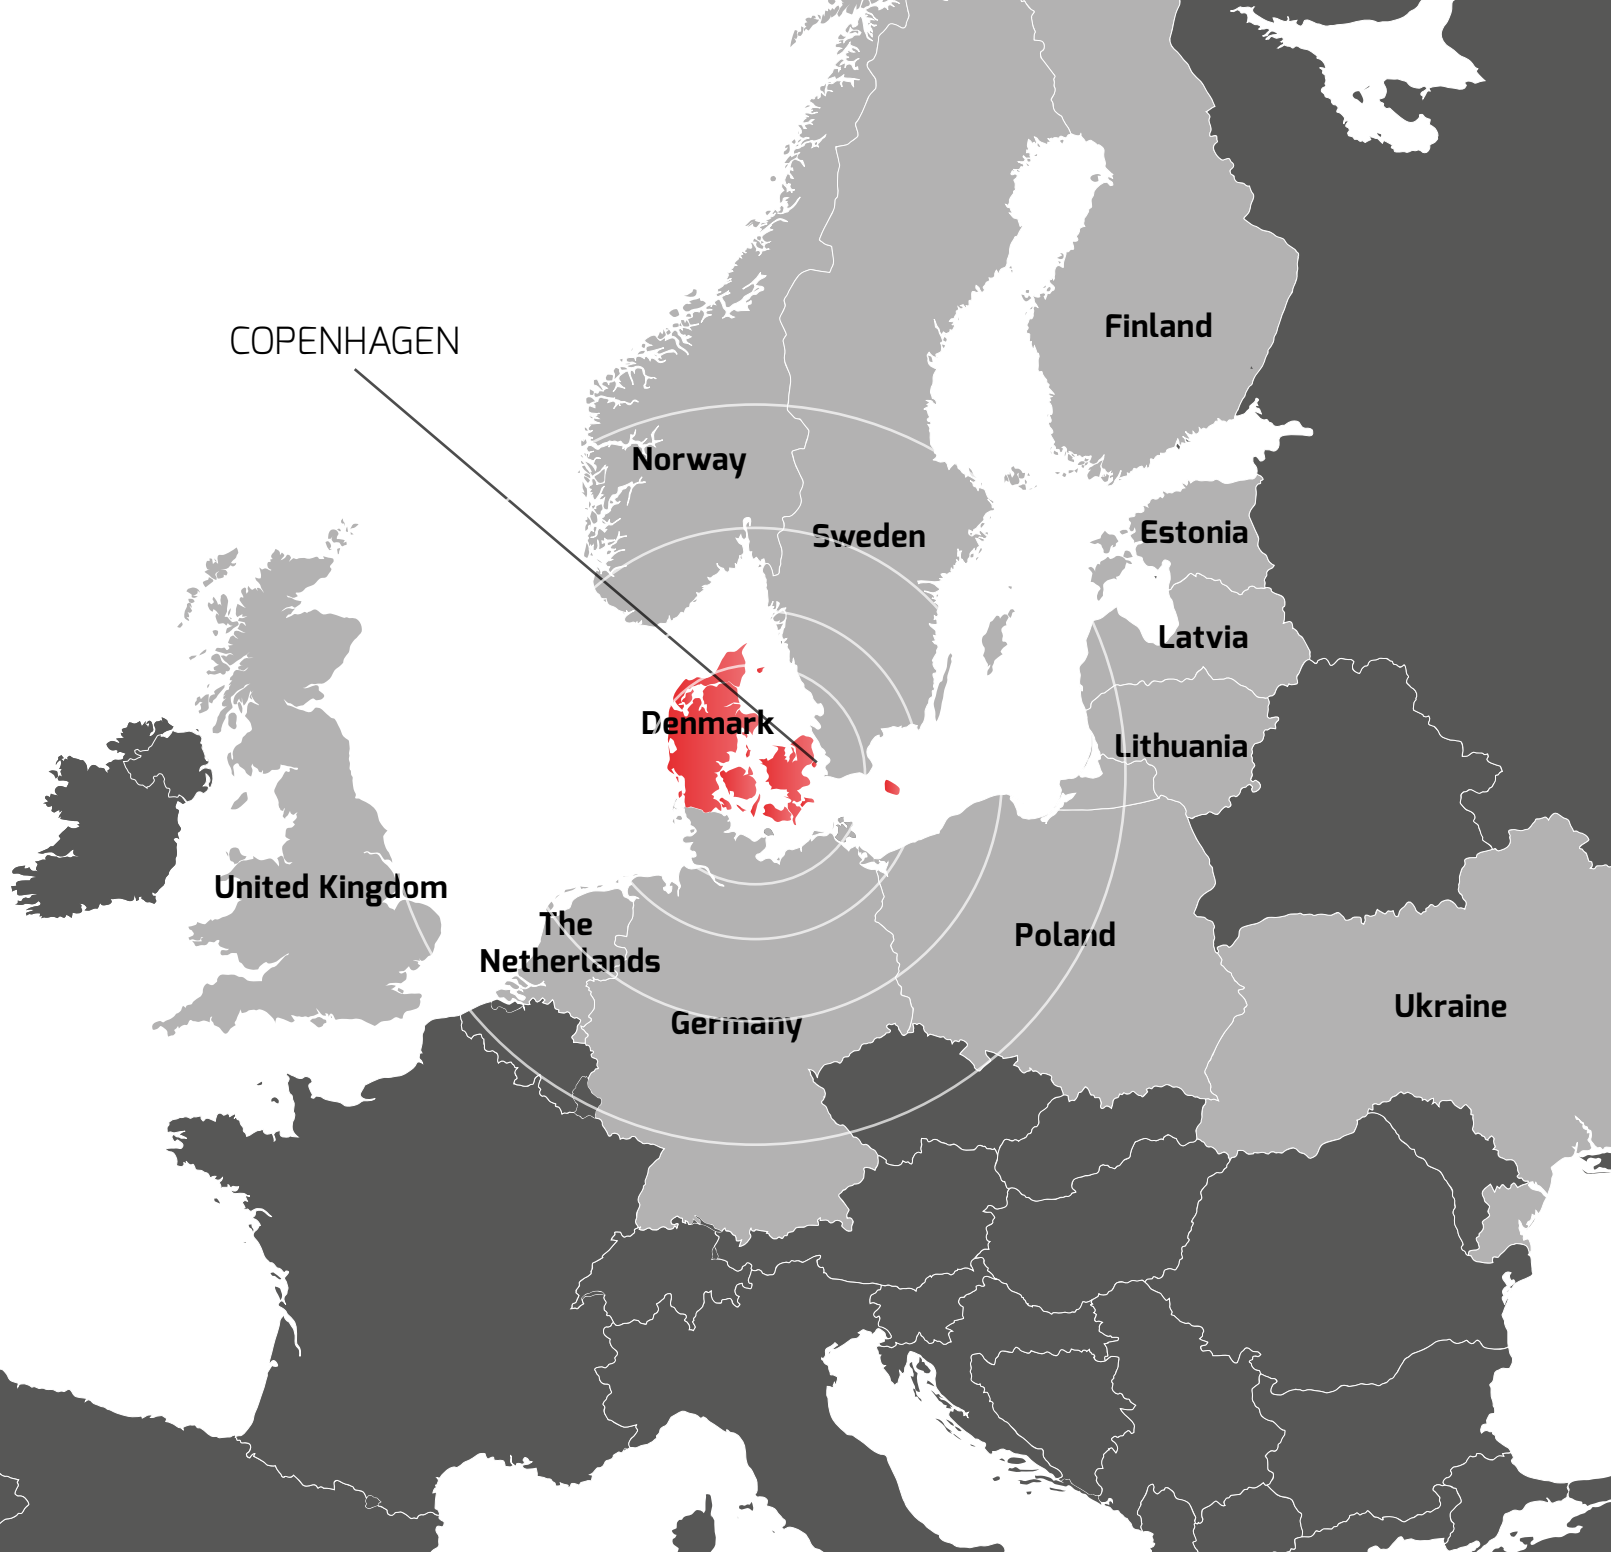 Finland
COPENHAGEN
Norway
Sweden
Estonia
Latvia
Denmark
Lithuania
United Kingdom
The
Netherlands
Poland
Ukraine
Germany